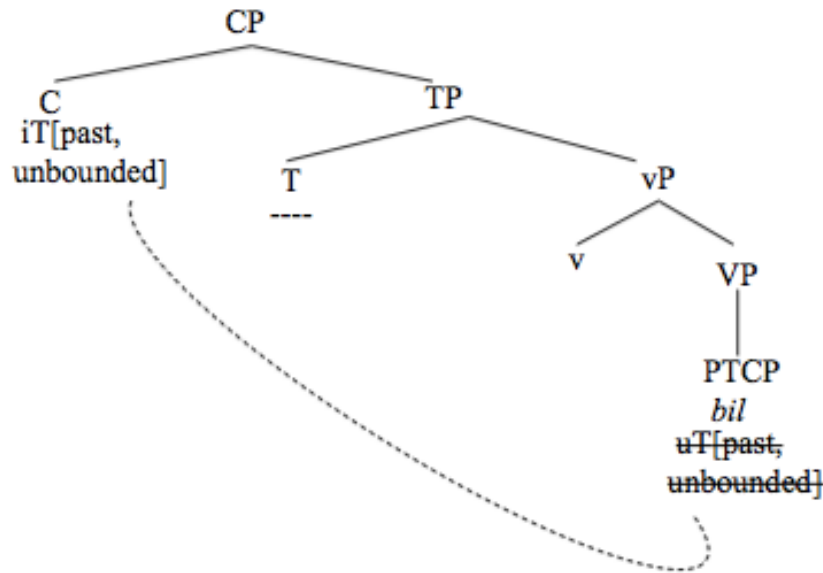 CP
C
TP
iT[past,
unbounded]
T
vP
----
v
VP
PTCP
bil
uT[past,
unbounded]